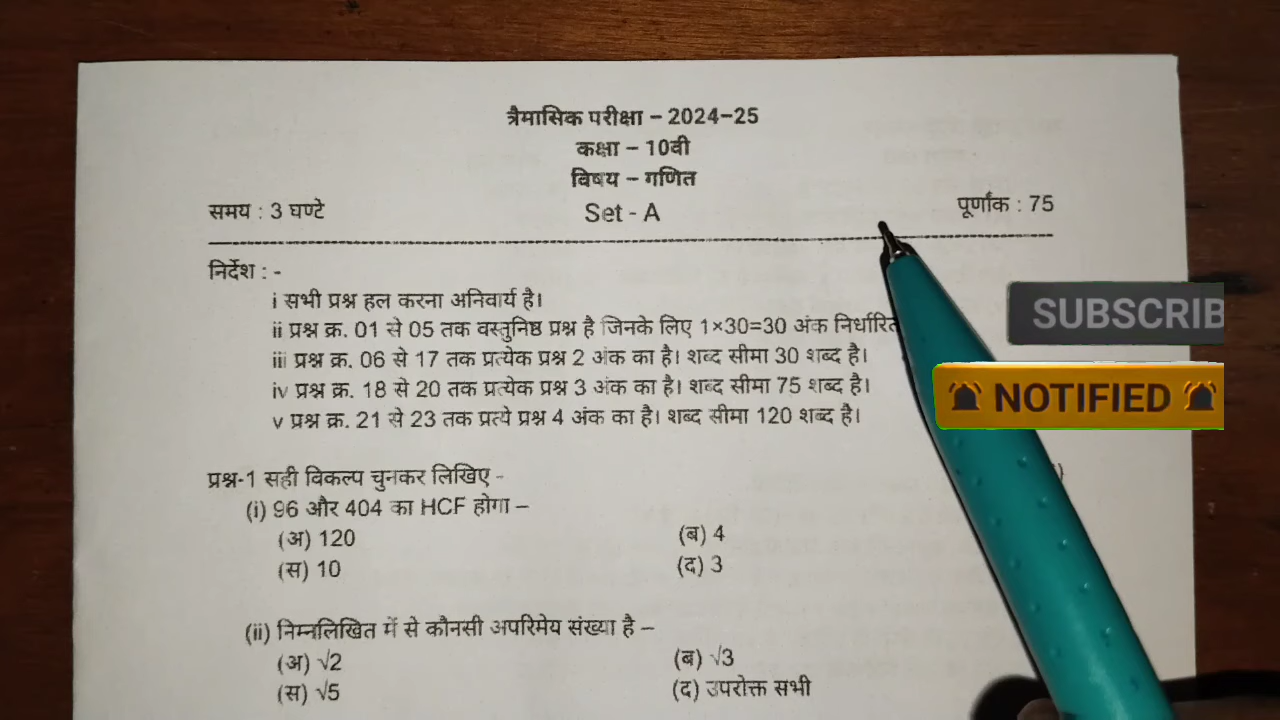 त्रैमासिक परीक्षा – 2024-25
कक्षा – 10वी
विषय – गणित
समय : 3 घण्टे Set - A पूर्णांक : 75
निर्देश : -
i सभी प्रश्न हल करना अनिवार्य है।
ii प्रश्न क्र. 01 से 05 तक वस्तुनिष्ठ प्रश्न है जिनके लिए 1×30=30 अंक निर्धारित
iii प्रश्न क्र. 06 से 17 तक प्रत्येक प्रश्न 2 अंक का है। शब्द सीमा 30 शब्द है।
iv प्रश्न क्र. 18 से 20 तक प्रत्येक प्रश्न 3 अंक का है। शब्द सीमा 75 शब्द है।
v प्रश्न क्र. 21 से 23 तक प्रत्ये प्रश्न 4 अंक का है। शब्द सीमा 120 शब्द है।
SUBSCRIB
NOTIFIED
प्रश्न-1 सही विकल्प चुनकर लिखिए -
(i) 96 और 404 का HCF होगा –
(अ) 120 (ब) 4
(स) 10 (द) 3
(ii) निम्नलिखित में से कौनसी अपरिमेय संख्या है –
(अ) √2 (ब) √3
(स) √5 (द) उपरोक्त सभी